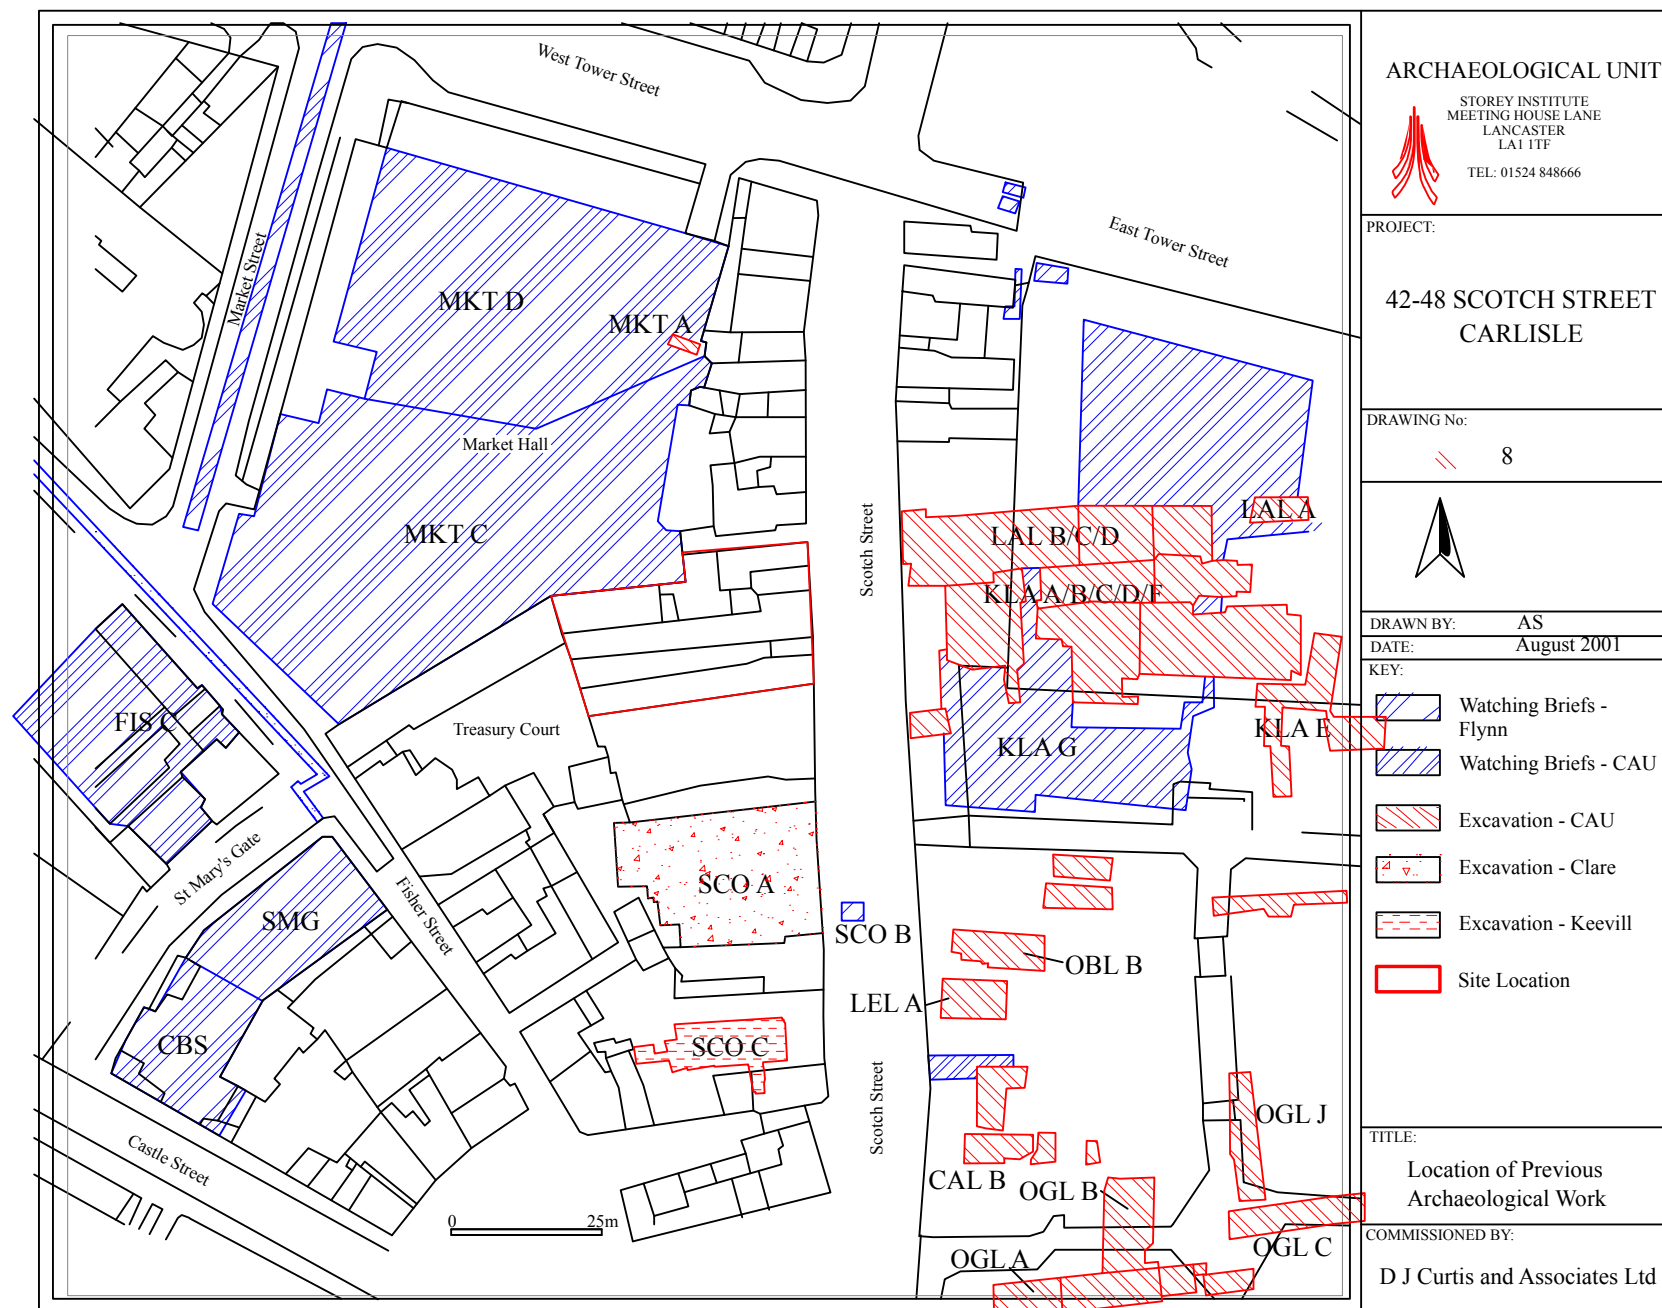 West Tower Street
East Tower Street
Market Street
MKT D
MKT A
Market Hall
MKT C
Scotch Street
LAL A
LAL B/C/D
KLA A/B/C/D/F
FIS C
Treasury Court
KLA G
KLA E
St Mary's Gate
SCO A
Fisher Street
SMG
SCO B
OBL B
LEL A
CBS
SCO C
Scotch Street
OGL J
Castle Street
CAL B
OGL B
0 25m
OGL A
OGL C
ARCHAEOLOGICAL UNIT
STOREY INSTITUTE
MEETING HOUSE LANE
LANCASTER
LA1 1TF
TEL: 01524 848666
PROJECT:
42-48 SCOTCH STREET
CARLISLE
DRAWING No:
8
DRAWN BY: AS
DATE: August 2001
KEY:
Watching Briefs -
Flynn
Watching Briefs - CAU
Excavation - CAU
Excavation - Clare
Excavation - Keevill
Site Location
TITLE:
Location of Previous
Archaeological Work
COMMISSIONED BY:
D J Curtis and Associates Ltd